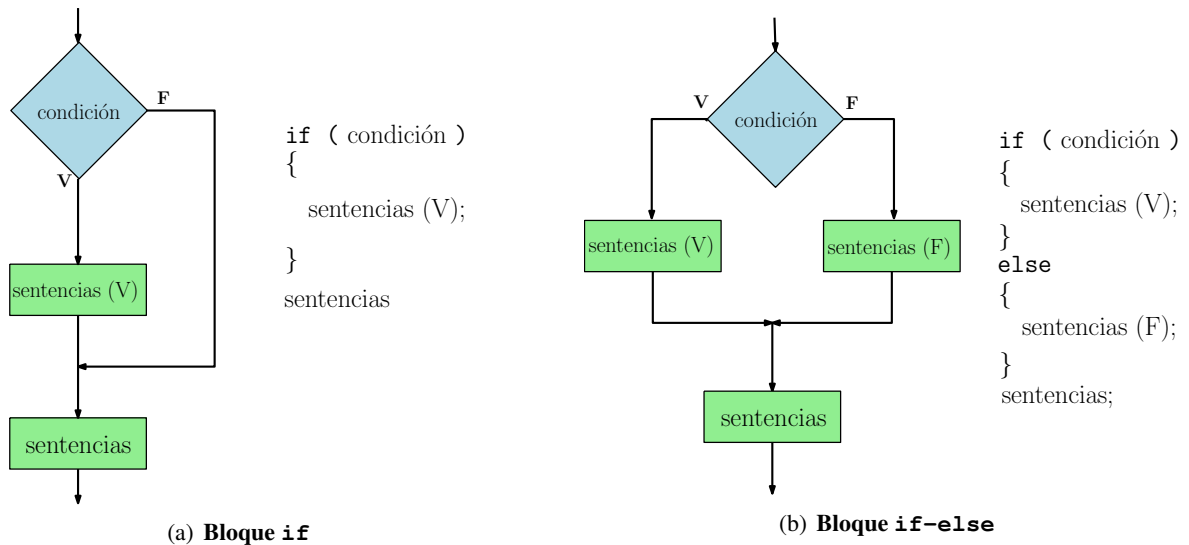 condición
F
V
sentencias (V)
sentencias
if ( condición )
{
sentencias (V);
}
sentencias
(a) Bloque if
condición
V
F
sentencias (V)
sentencias (F)
sentencias
if ( condición )
{
sentencias (V);
}
else
{
sentencias (F);
}
sentencias;
(b) Bloque if-else